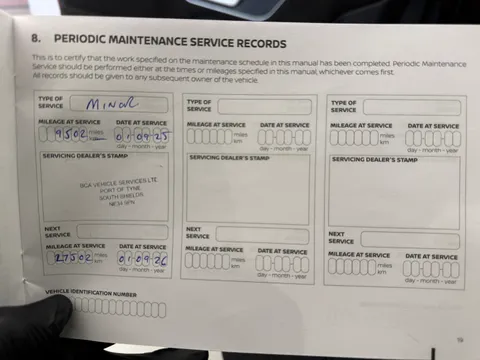 8. PERIODIC MAINTENANCE SERVICE RECORDS
This is to certify that the work specified on the maintenance schedule in this manual has been completed. Periodic Maintenance
Service should be performed either at the times or mileages specified in this manual, whichever comes first.
All records should be given to any subsequent owner of the vehicle.
TYPE OF SERVICE MINOR
MILEAGE AT SERVICE DATE AT SERVICE
9502 miles km 01 09 25
day - month - year
SERVICING DEALER'S STAMP
BCA VEHICLE SERVICES LTE
PORT OF TYNE,
SOUTH SHIELDS
NEXT SERVICE
MILEAGE AT SERVICE DATE AT SERVICE
27502 miles km 01 09 26
day - month - year
TYPE OF SERVICE
MILEAGE AT SERVICE DATE AT SERVICE
miles km
day - month - year
SERVICING DEALER'S STAMP
NEXT SERVICE
MILEAGE AT SERVICE DATE AT SERVICE
miles km
day - month - year
TYPE OF SERVICE
MILEAGE AT SERVICE DATE AT SERVICE
miles km
day - month - year
SERVICING DEALER'S STAMP
NEXT SERVICE
MILEAGE AT SERVICE DATE AT SERVICE
miles km
day - month - year
VEHICLE IDENTIFICATION NUMBER
19